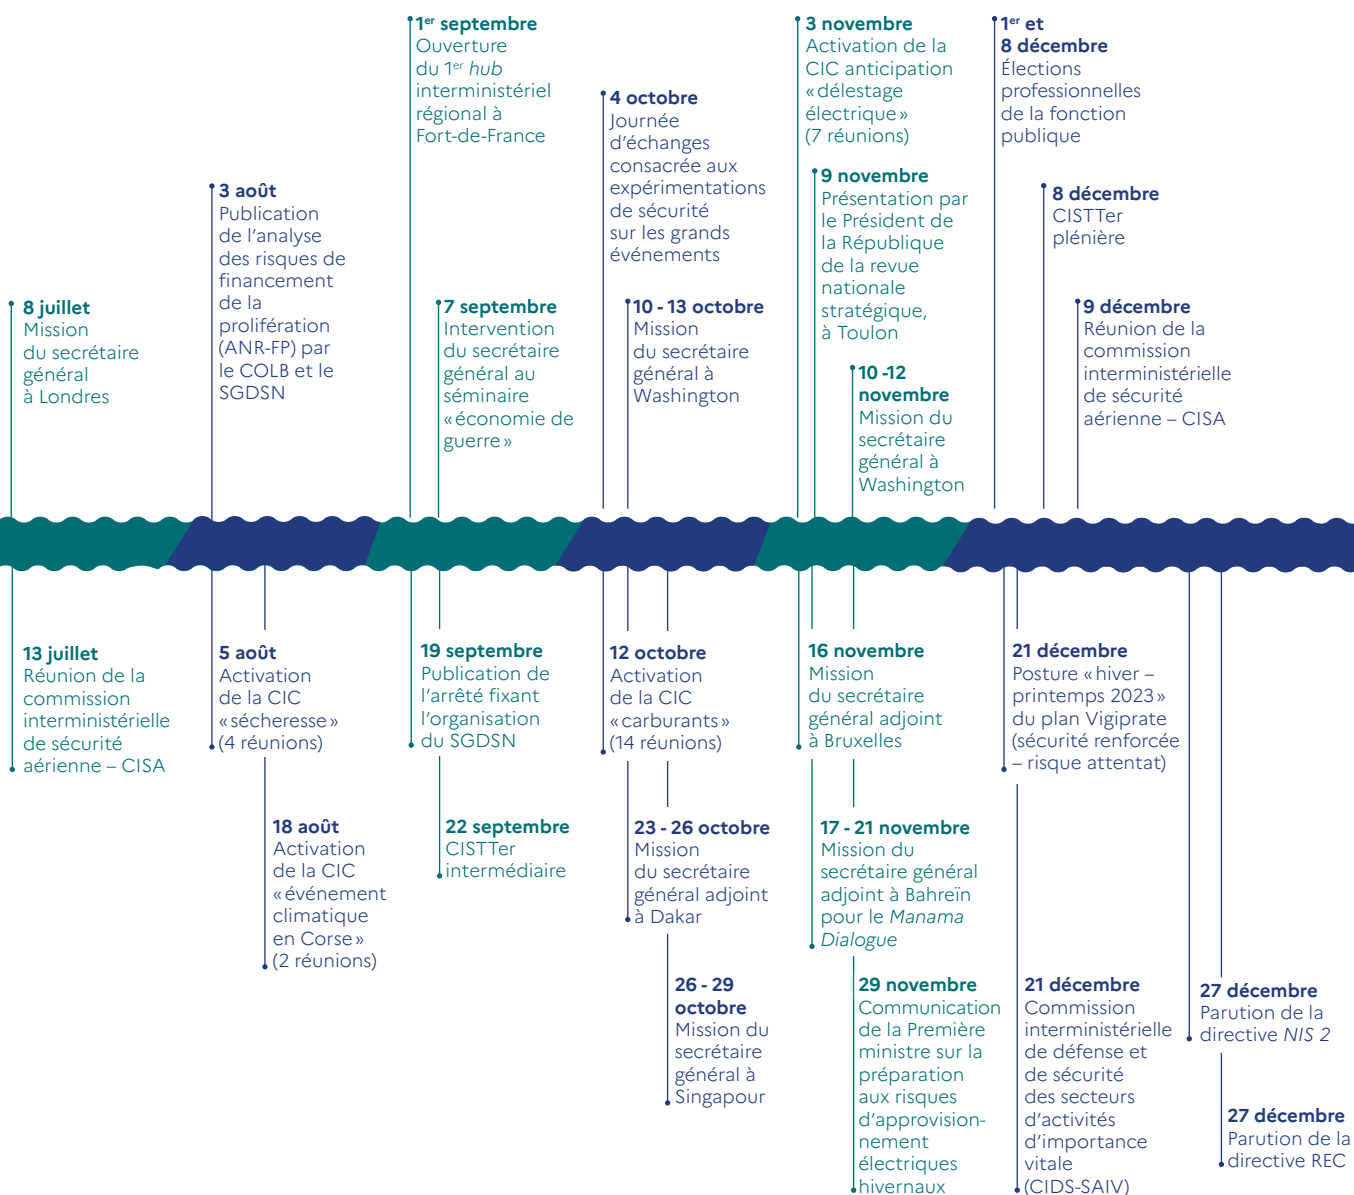 8 juillet
Mission
du secrétaire
général
à Londres
3 août
Publication
de l'analyse
des risques de
financement
de la
prolifération
(ANR-FP) par
le COLB et le
SGDSN
1er septembre
Ouverture
du 1er hub
interministériel
régional à
Fort-de-France
7 septembre
Intervention
du secrétaire
général au
séminaire
« économie de
guerre »
4 octobre
Journée
d'échanges
consacrée aux
expérimentations
de sécurité
sur les grands
événements
10 - 13 octobre
Mission
du secrétaire
général à
Washington
3 novembre
Activation de la
CIC anticipation
« délestage
électrique »
(7 réunions)
9 novembre
Présentation par
le Président de
la République
de la revue
nationale
stratégique,
à Toulon
10 -12
novembre
Mission du
secrétaire
général à
Washington
1er et
8 décembre
Élections
professionnelles
de la fonction
publique
8 décembre
CISTTer
plénière
9 décembre
Réunion de la
commission
interministérielle
de sécurité
aérienne – CISA
13 juillet
Réunion de la
commission
interministérielle
de sécurité
aérienne – CISA
5 août
Activation
de la CIC
« sécheresse »
(4 réunions)
18 août
Activation
de la CIC
« événement
climatique
en Corse »
(2 réunions)
19 septembre
Publication de
l'arrêté fixant
l'organisation
du SGDSN
22 septembre
CISTTer
intermédiaire
12 octobre
Activation
de la CIC
« carburants »
(14 réunions)
23 - 26 octobre
Mission
du secrétaire
général adjoint
à Dakar
26 - 29
octobre
Mission du
secrétaire
général à
Singapour
16 novembre
Mission
du secrétaire
général adjoint
à Bruxelles
17 - 21 novembre
Mission du
secrétaire général
adjoint à Bahreïn
pour le Manama
Dialogue
29 novembre
Communication
de la Première
ministre sur la
préparation
aux risques
d'approvision-
nement
électriques
hivernaux
21 décembre
Posture « hiver –
printemps 2023 »
du plan Vigiprate
(sécurité renforcée
– risque attentat)
21 décembre
Commission
interministérielle
de défense et
de sécurité
des secteurs
d'activités
d'importance
vitale
(CIDS-SAIV)
27 décembre
Parution de la
directive NIS 2
27 décembre
Parution de la
directive REC